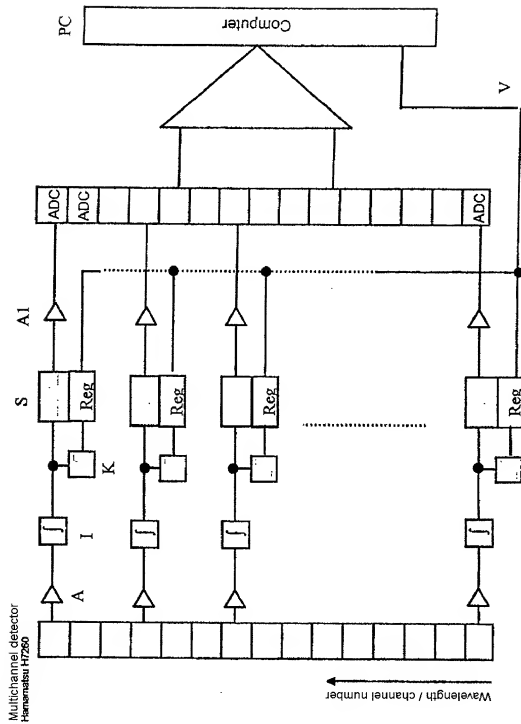 Multichannel detector
Hamamatsu H7260
A
I
K
S
A1
PC
Reg
Reg
Reg
Reg
ADC
ADC
ADC
Computer
V
Wavelength / channel number